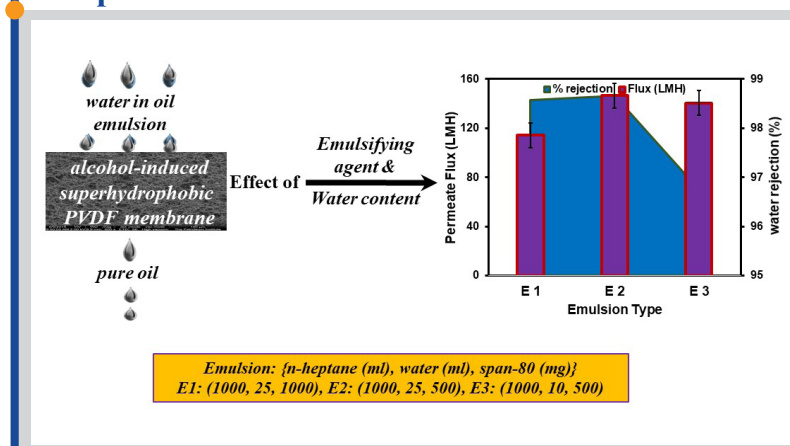 water in oil
emulsion
alcohol-induced
superhydrophobic
PVDF membrane
pure oil
Effect of
Emulsifying
agent &
Water content
% rejection Flux (LMH)
Permeate Flux (LMH)
160
120
80
40
0
99
98
97
96
95
water rejection (%)
E 1 E 2 E 3
Emulsion Type
Emulsion: {n-heptane (ml), water (ml), span-80 (mg)}
E1: (1000, 25, 1000), E2: (1000, 25, 500), E3: (1000, 10, 500)